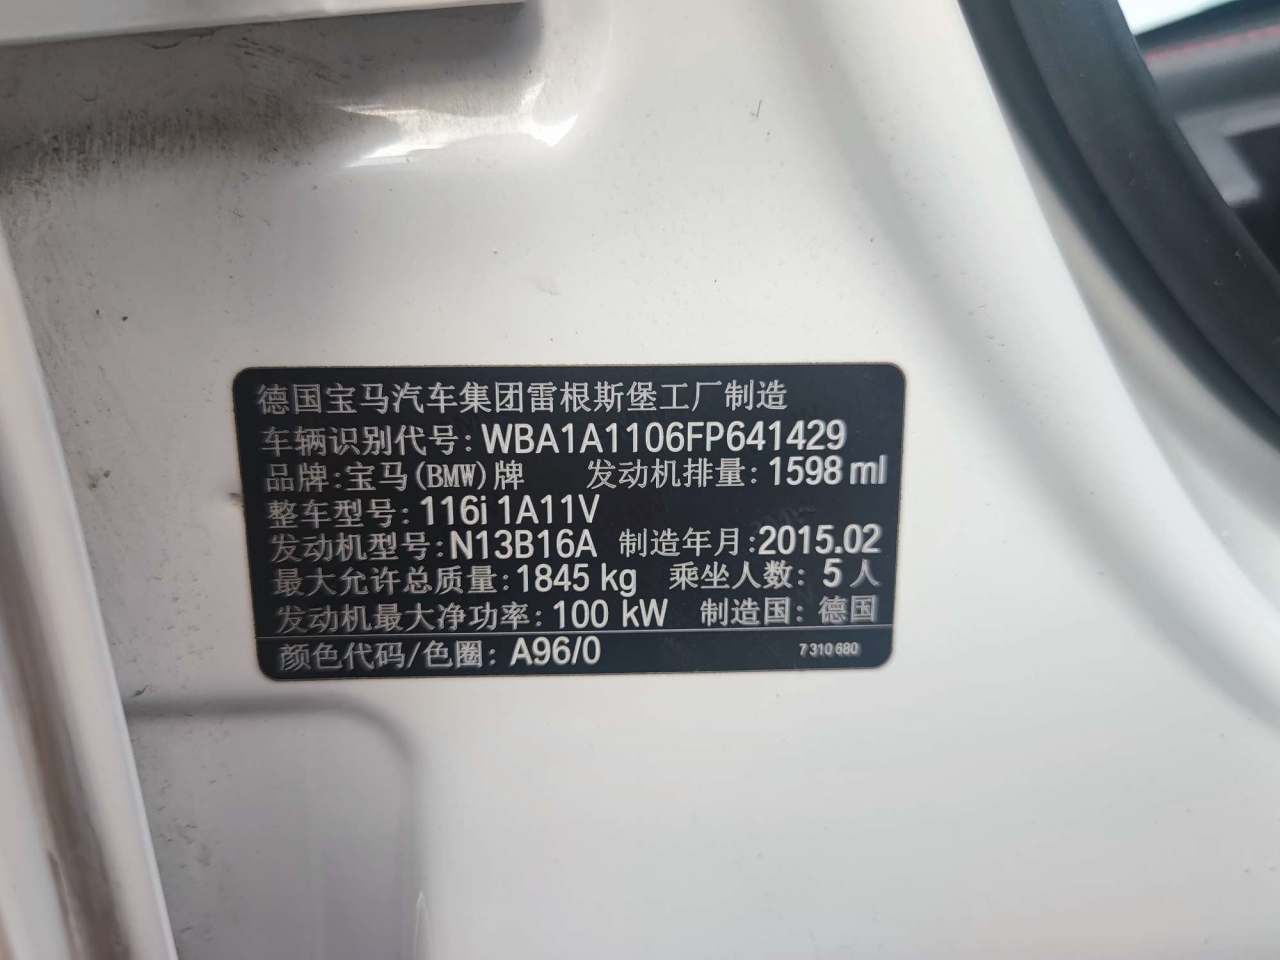 德国宝马汽车集团雷根斯堡工厂制造
车辆识别代号: WBA1A1106FP641429
品牌: 宝马(BMW)牌 发动机排量: 1598 ml
整车型号: 116i 1A11V
发动机型号: N13B16A 制造年月: 2015.02
最大允许总质量: 1845 kg 乘坐人数: 5 人
发动机最大净功率: 100 kW 制造国: 德国
颜色代码/色圈: A96/0 7 310 680